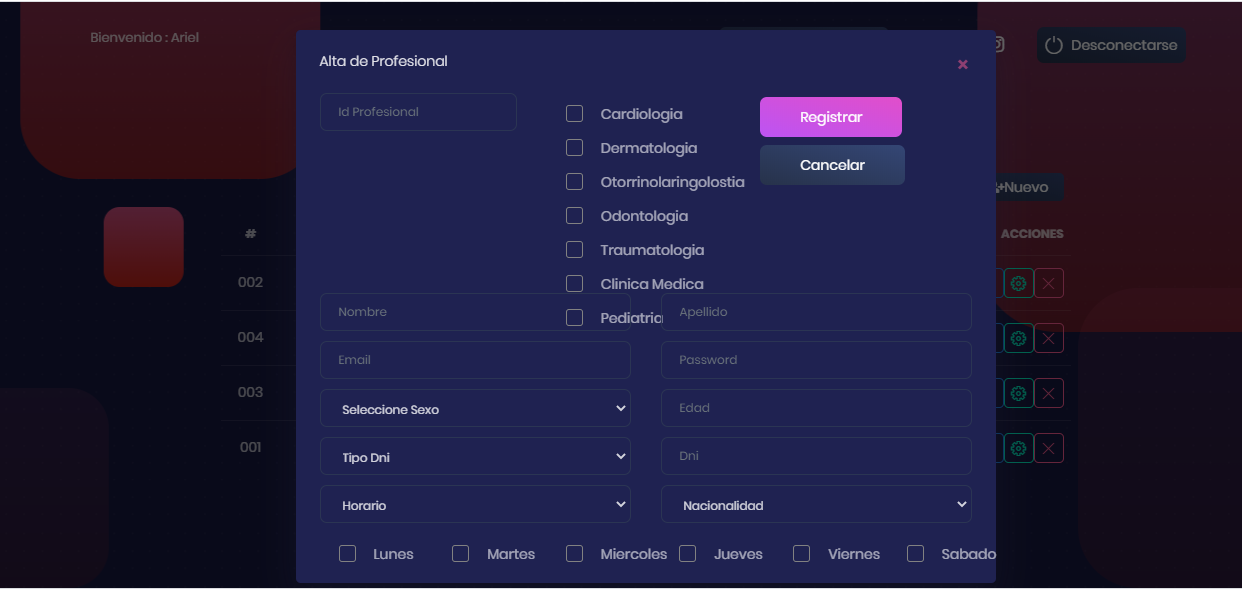 Bienvenido : Ariel
Desconectarse
Alta de Profesional
Id Profesional
Cardiologia
Registrar
Dermatologia
Cancelar
Otorrinolaringolostia
+Nuevo
Odontologia
# ACCIONES
Traumatologia
002
Clinica Medica
Nombre
Pediatria
Apellido
004
Email
Password
003
Seleccione Sexo
Edad
001
Tipo Dni
Dni
Horario
Nacionalidad
Lunes Martes Miercoles Jueves Viernes Sabado